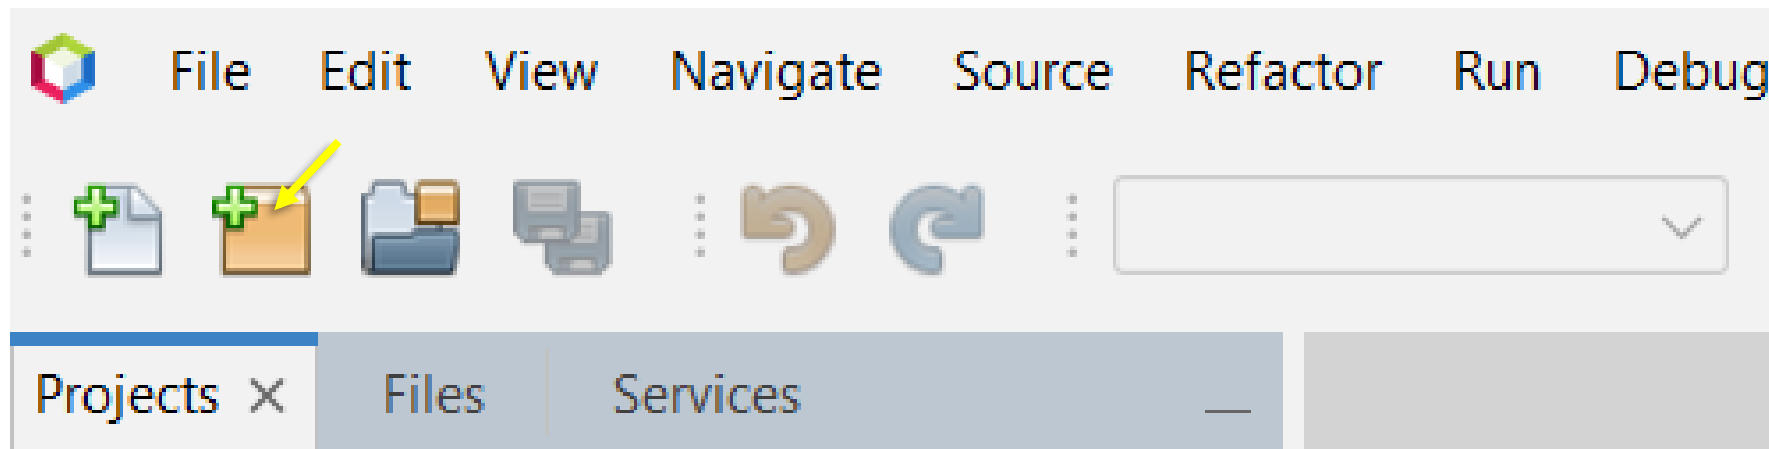 File Edit View Navigate Source Refactor Run Debug
Projects Files Services